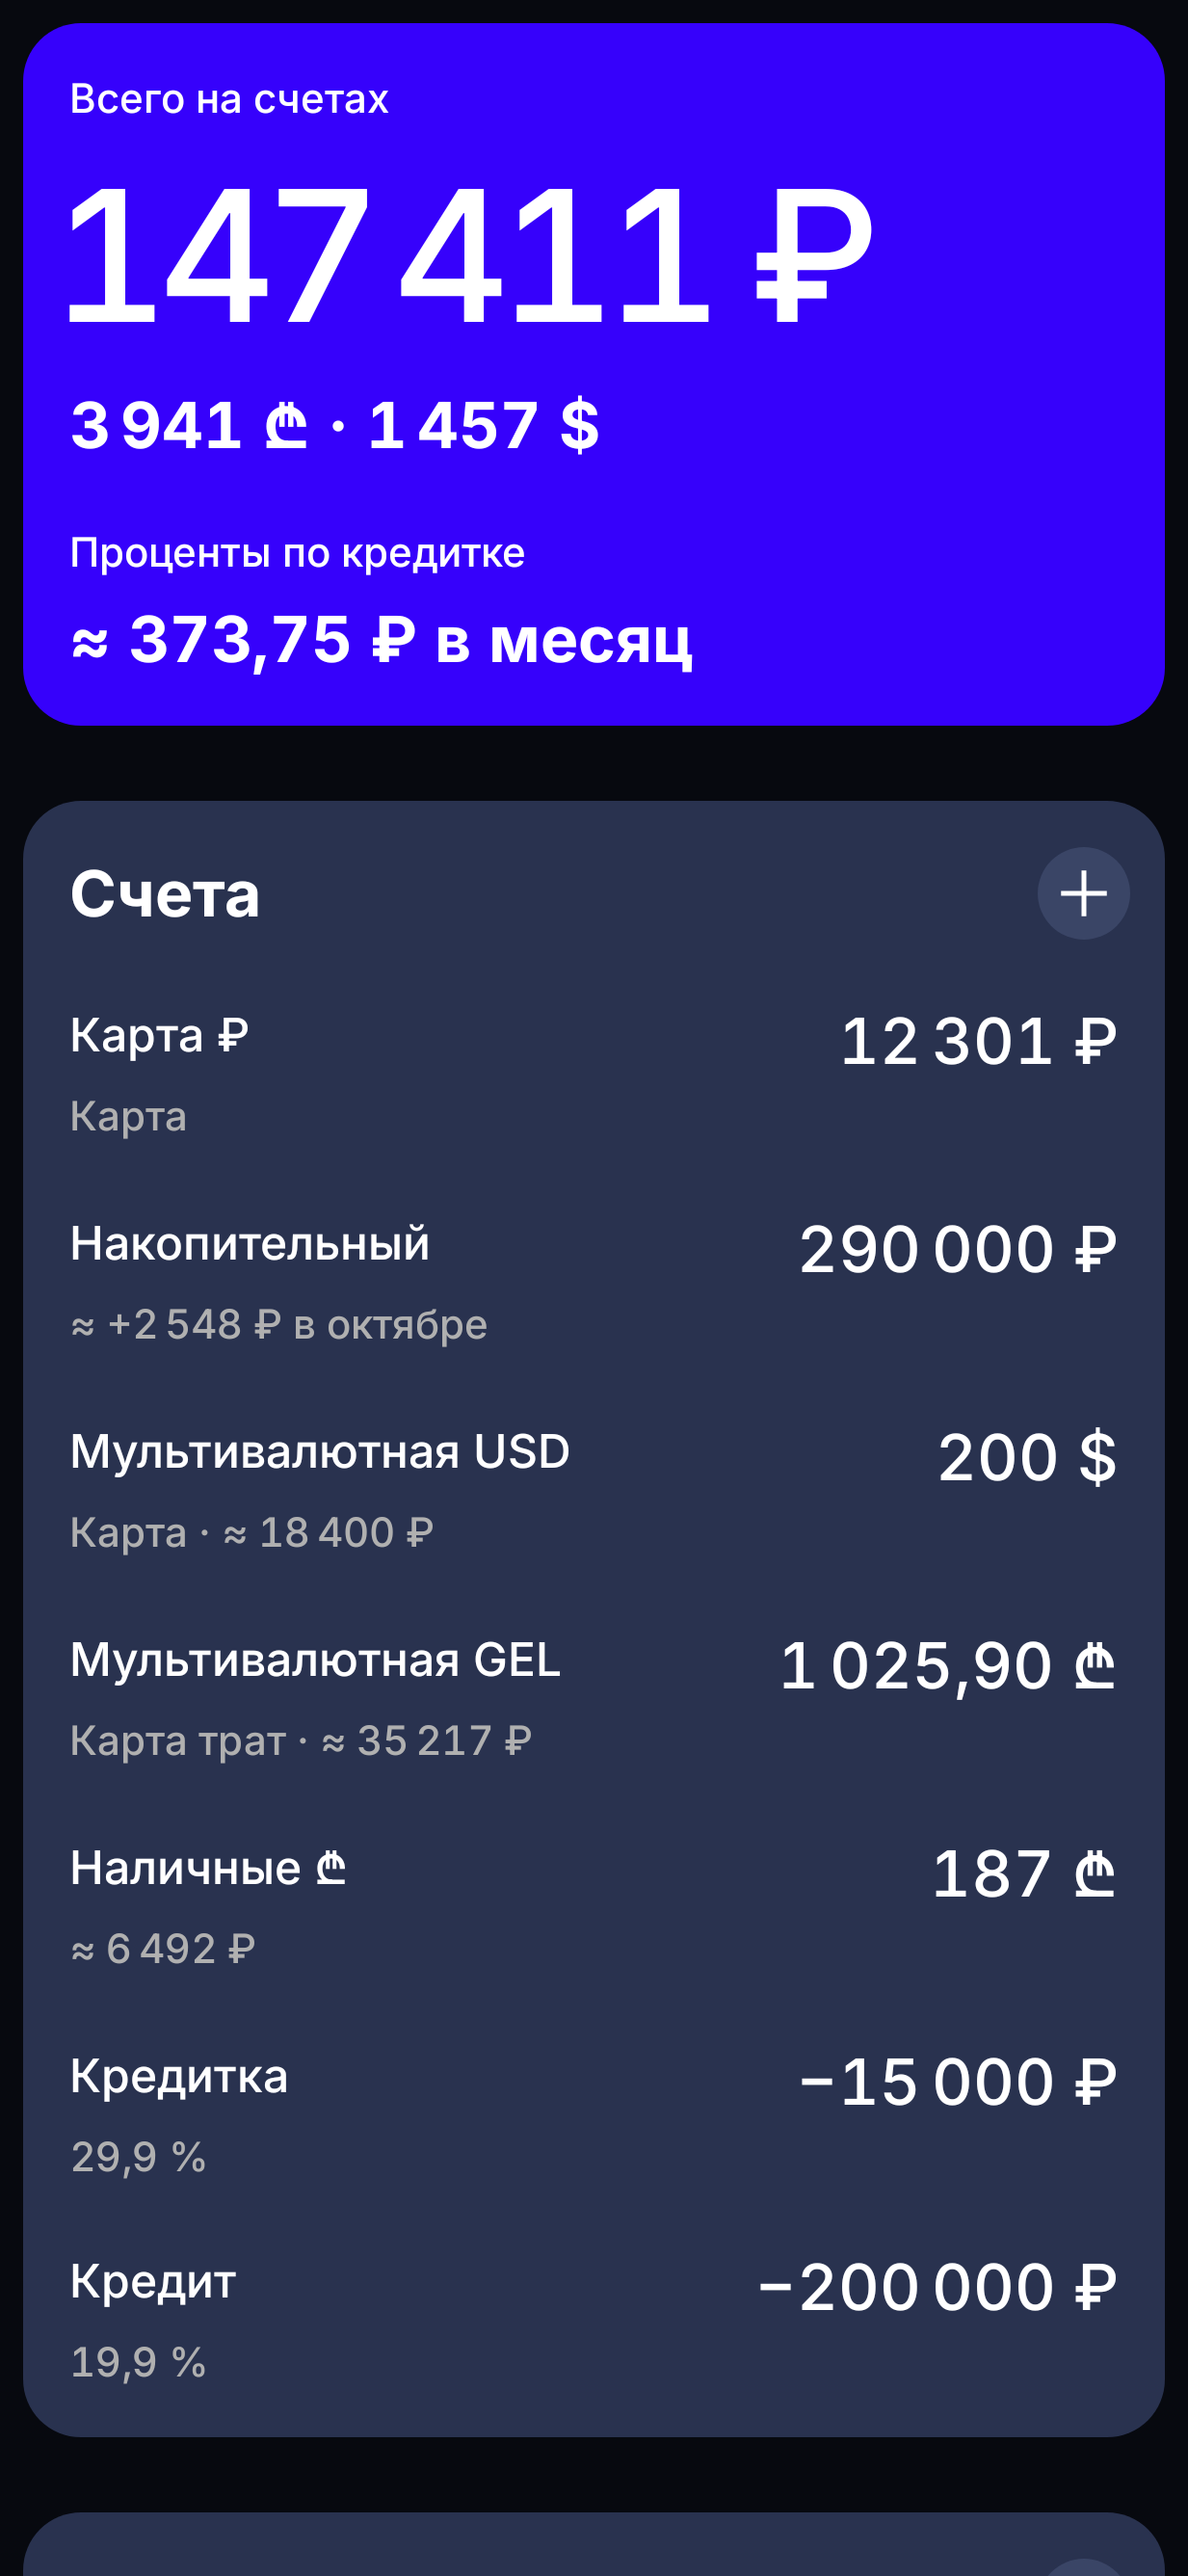 Всего на счетах
147 411 ₽
3 941 ₾ · 1 457 $
Проценты по кредитке
≈ 373,75 ₽ в месяц
Счета
Карта ₽ 12 301 ₽
Карта
Накопительный 290 000 ₽
≈ +2 548 ₽ в октябре
Мультивалютная USD 200 $
Карта · ≈ 18 400 ₽
Мультивалютная GEL 1 025,90 ₾
Карта трат · ≈ 35 217 ₽
Наличные ₾ 187 ₾
≈ 6 492 ₽
Кредитка −15 000 ₽
29,9 %
Кредит −200 000 ₽
19,9 %